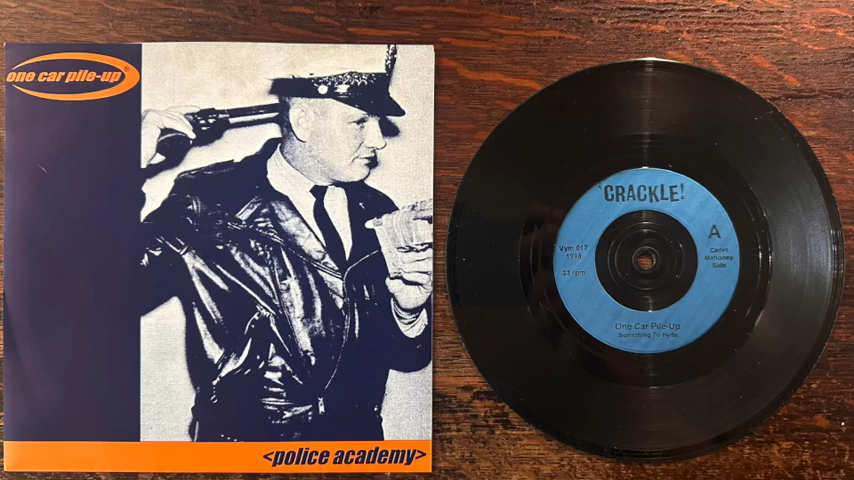 one car pile-up
<police academy>
CRACKLE!
A
Cadet
Mahoney
Side
Vym 017
1998
33 rpm
One Car Pile-Up
Something To Hyde